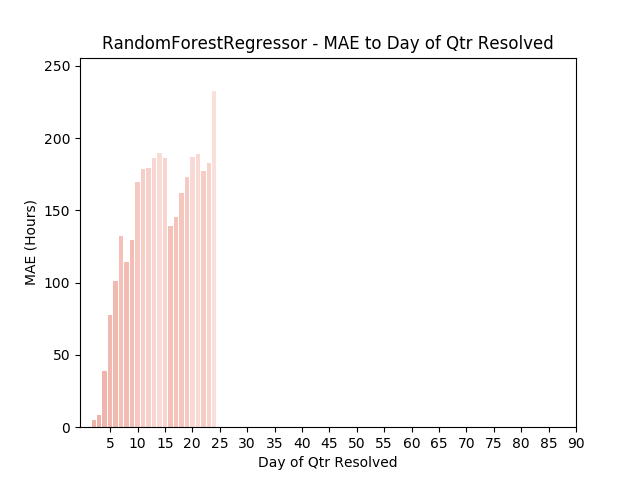 RandomForestRegressor - MAE to Day of Qtr Resolved
250
200
150
100
50
0
MAE (Hours)
5 10 15 20 25 30 35 40 45 50 55 60 65 70 75 80 85 90
Day of Qtr Resolved